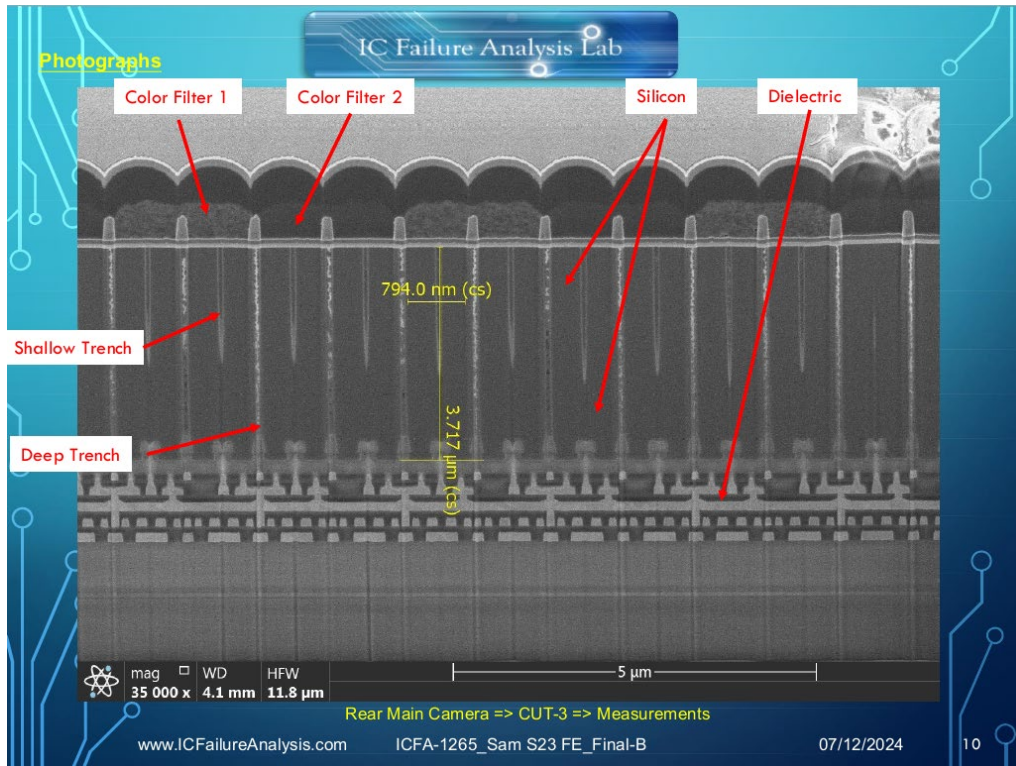 IC Failure Analysis Lab
Photographs
Color Filter 1
Color Filter 2
Silicon
Dielectric
794.0 nm (cs)
Shallow Trench
3.717 µm (cs)
Deep Trench
mag WD HFW
35 000 x 4.1 mm 11.8 µm
5 µm
Rear Main Camera => CUT-3 => Measurements
www.ICFailureAnalysis.com ICFA-1265_Sam S23 FE_Final-B 07/12/2024 10